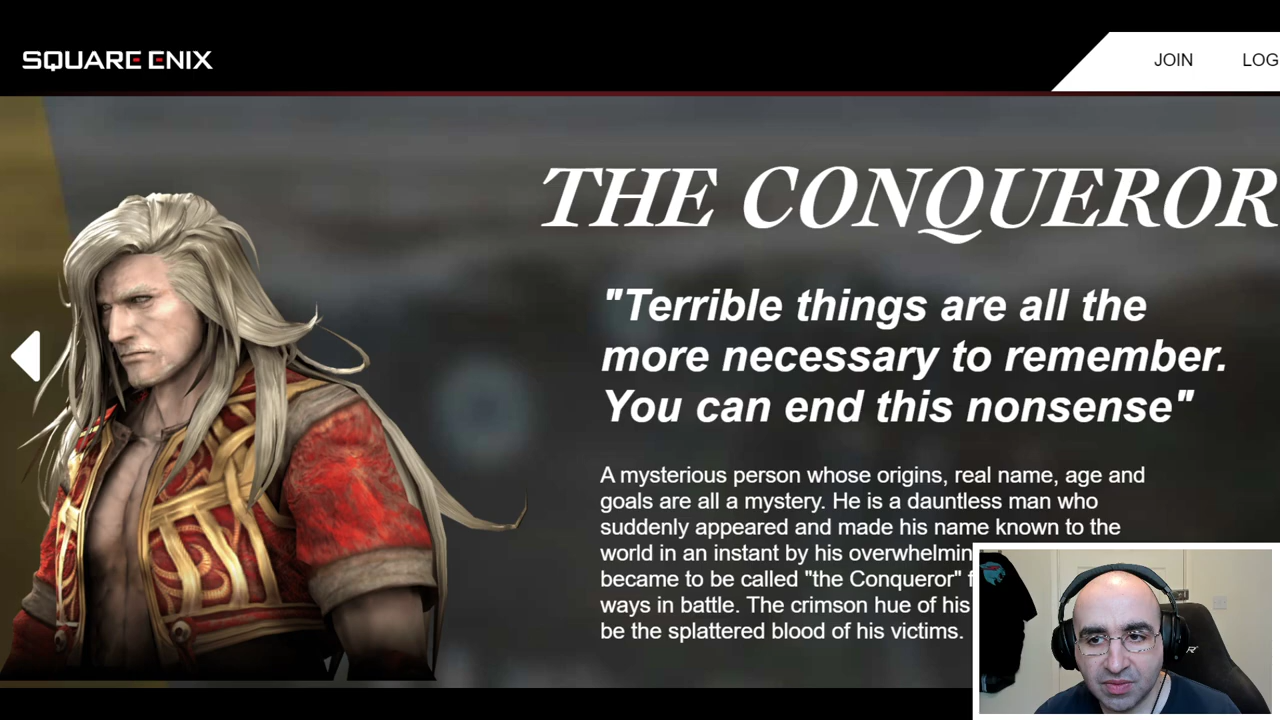 SQUARE ENIX
JOIN LOG
THE CONQUEROR
"Terrible things are all the
more necessary to remember.
You can end this nonsense"
A mysterious person whose origins, real name, age and
goals are all a mystery. He is a dauntless man who
suddenly appeared and made his name known to the
world in an instant by his
became to be called "the Conqueror"
ways in battle. The crimson hue of his
be the splattered blood of his victims.